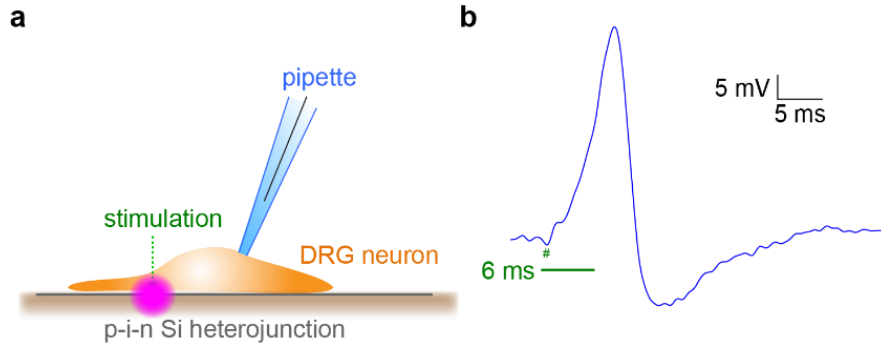 a
pipette
stimulation
DRG neuron
p-i-n Si heterojunction
b
5 mV
5 ms
#
6 ms